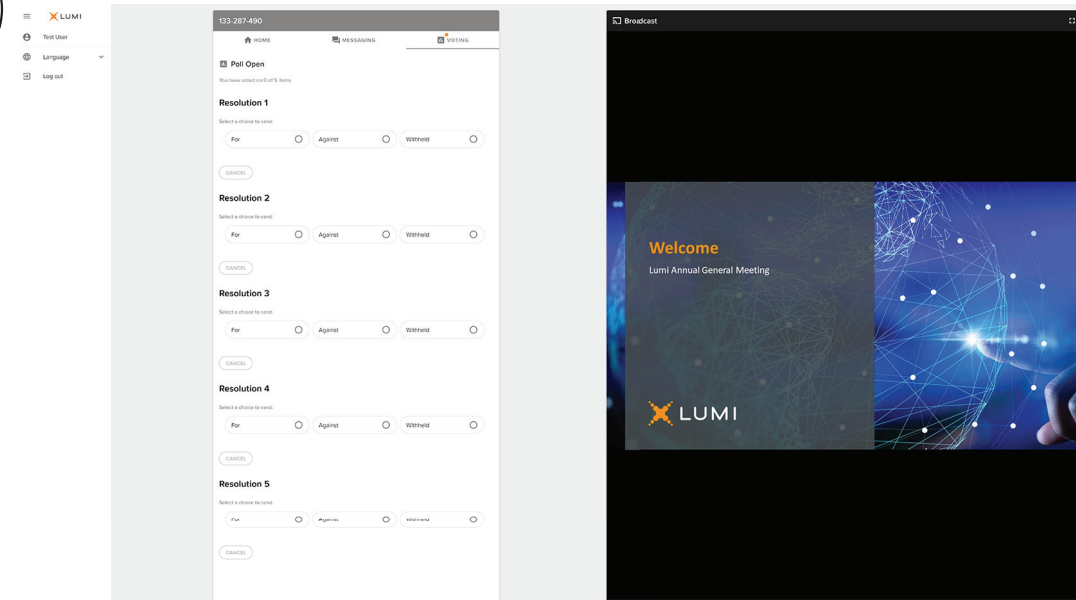 LUMI
Test User
Language
Log out
133-287-490
HOME MESSAGING VOTING
Poll Open
You have voted on 0 of 5 items.
Resolution 1
Select a choice to send.
For Against Withheld
CANCEL
Resolution 2
Select a choice to send.
For Against Withheld
CANCEL
Resolution 3
Select a choice to send.
For Against Withheld
CANCEL
Resolution 4
Select a choice to send.
For Against Withheld
CANCEL
Resolution 5
Select a choice to send.
For Against Withheld
CANCEL
Broadcast
Welcome
Lumi Annual General Meeting
LUMI